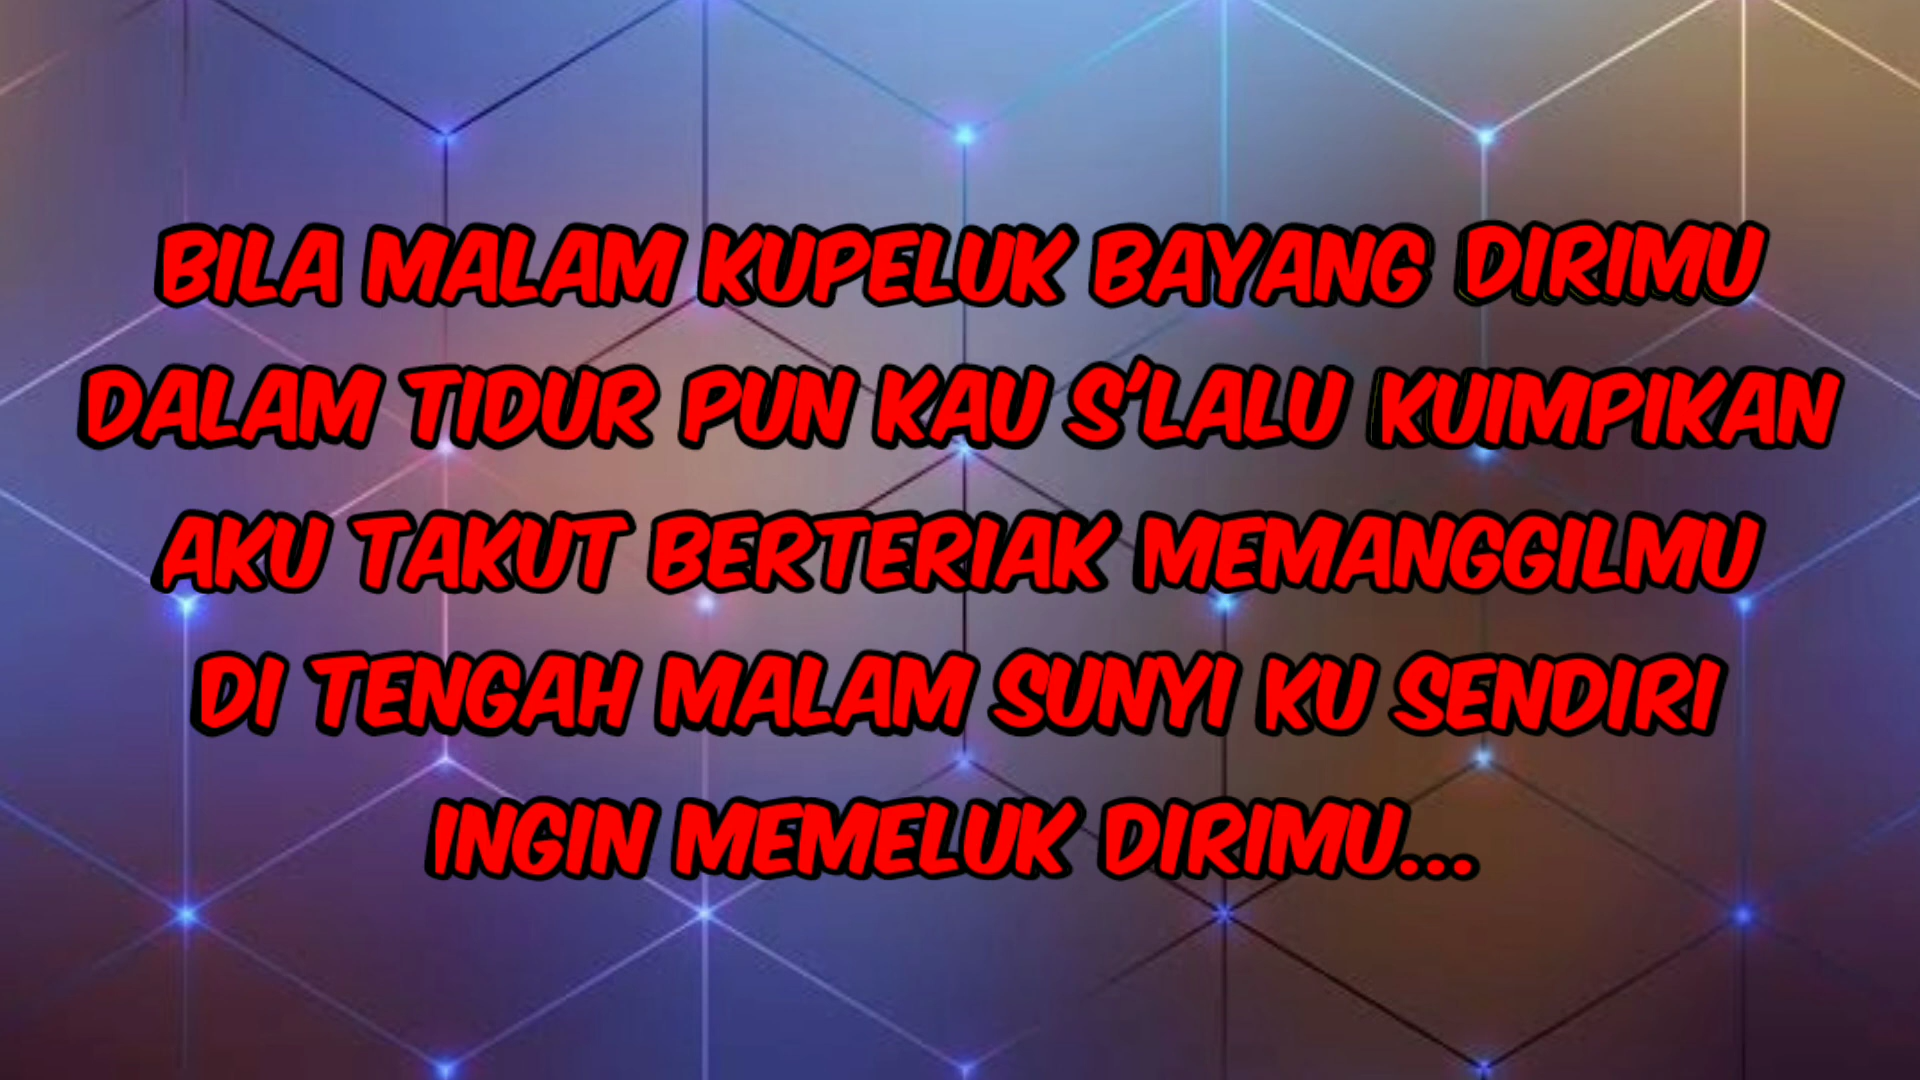 BILA MALAM KUPELUK BAYANG DIRIMU
DALAM TIDUR PUN KAU S'LALU KUIMPIKAN
AKU TAKUT BERTERIAK MEMANGGILMU
DI TENGAH MALAM SUNYI KU SENDIRI
INGIN MEMELUK DIRIMU...